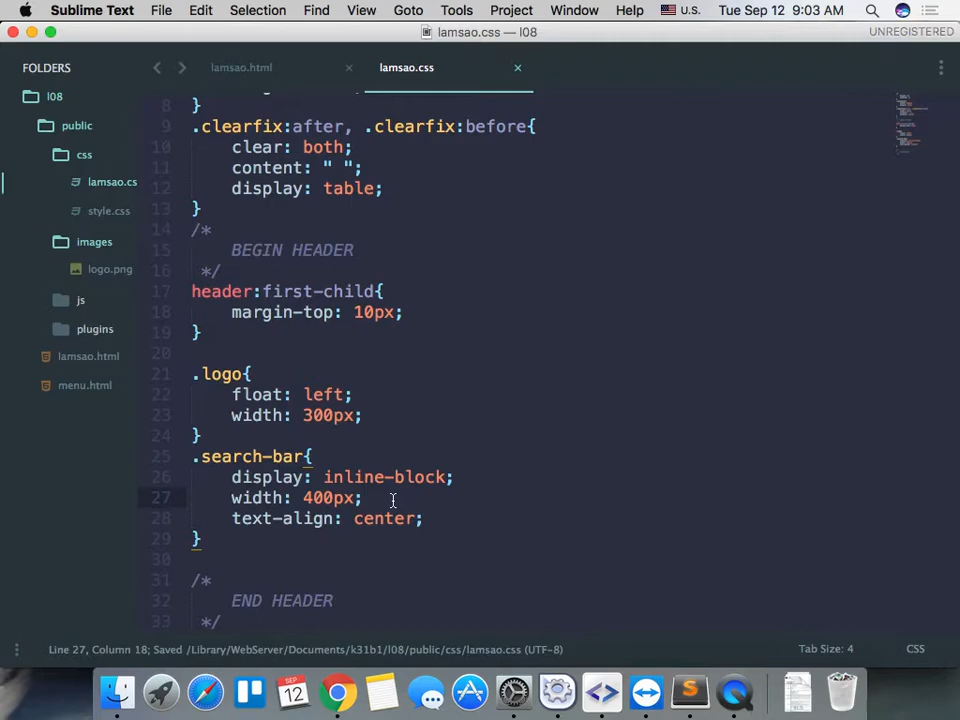 Sublime Text File Edit Selection Find View Goto Tools Project Window Help U.S. Tue Sep 12 9:03 AM
lamsao.css — l08 UNREGISTERED
FOLDERS
l08
public
css
lamsao.cs
style.css
images
logo.png
js
plugins
lamsao.html
menu.html
lamsao.html × lamsao.css ×
8 }
9 .clearfix:after, .clearfix:before{
10 clear: both;
11 content: " ";
12 display: table;
13 }
14 /*
15 BEGIN HEADER
16 */
17 header:first-child{
18 margin-top: 10px;
19 }
20
21 .logo{
22 float: left;
23 width: 300px;
24 }
25 .search-bar{
26 display: inline-block;
27 width: 400px;
28 text-align: center;
29 }
30
31 /*
32 END HEADER
33 */
Line 27, Column 18; Saved /Library/WebServer/Documents/k31b1/l08/public/css/lamsao.css (UTF-8) Tab Size: 4 CSS
SEP
12